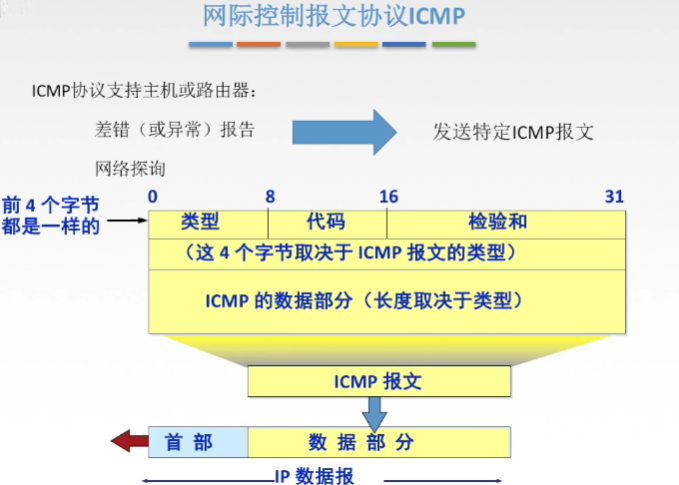 网际控制报文协议ICMP
ICMP协议支持主机或路由器：
差错（或异常）报告
发送特定ICMP报文
网络探询
0 8 16 31
前 4 个字节
都是一样的
类型 代码 检验和
（这 4 个字节取决于 ICMP 报文的类型）
ICMP 的数据部分（长度取决于类型）
ICMP 报文
首 部 数 据 部 分
IP 数据报